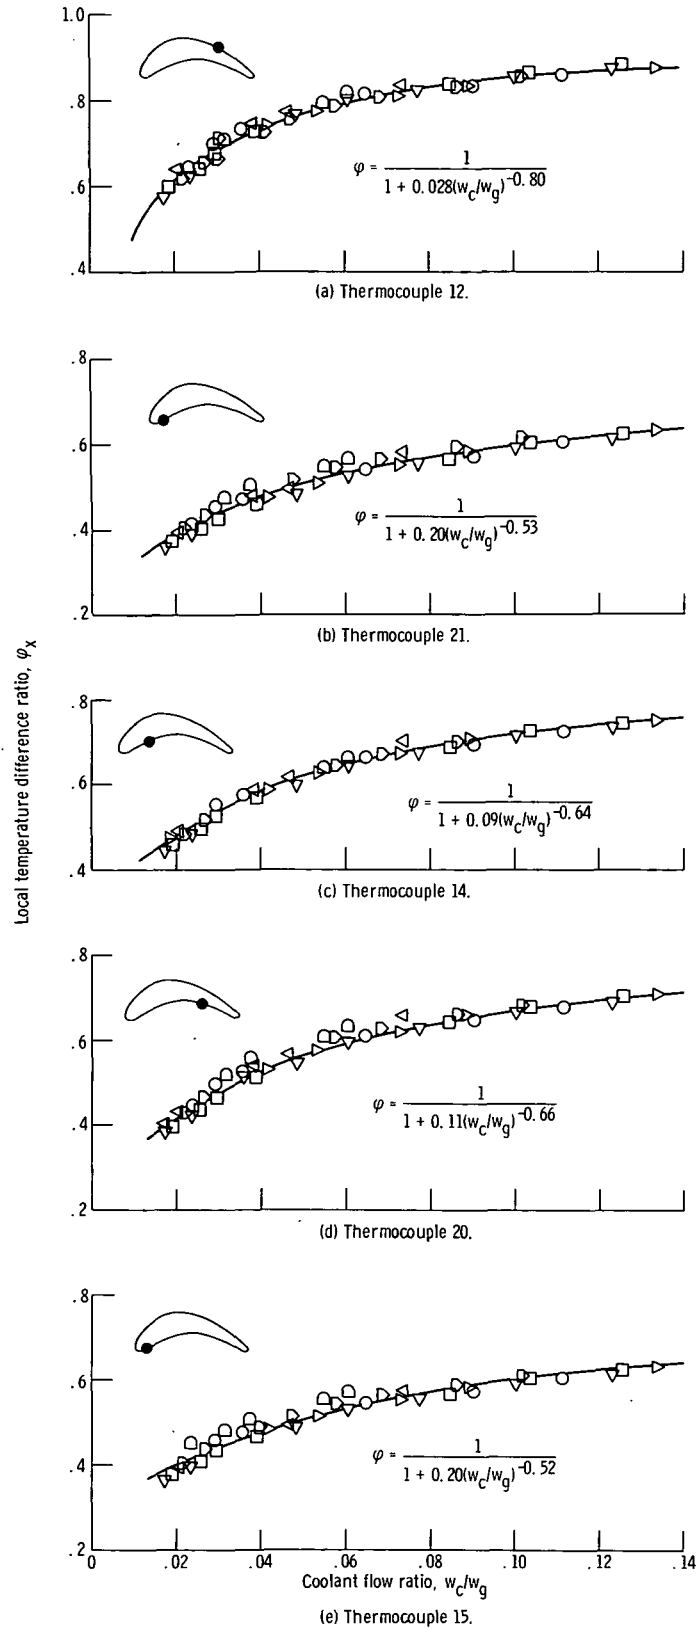 Local temperature difference ratio, φx
1.0
.8
.6
.4
φ = 1 / 1 + 0.028(wc/wg)^-0.80
(a) Thermocouple 12.
.8
.6
.4
.2
φ = 1 / 1 + 0.20(wc/wg)^-0.53
(b) Thermocouple 21.
.8
.6
.4
φ = 1 / 1 + 0.09(wc/wg)^-0.64
(c) Thermocouple 14.
.8
.6
.4
.2
φ = 1 / 1 + 0.11(wc/wg)^-0.66
(d) Thermocouple 20.
.8
.6
.4
.2
φ = 1 / 1 + 0.20(wc/wg)^-0.52
0 .02 .04 .06 .08 .10 .12 .14
Coolant flow ratio, wc/wg
(e) Thermocouple 15.